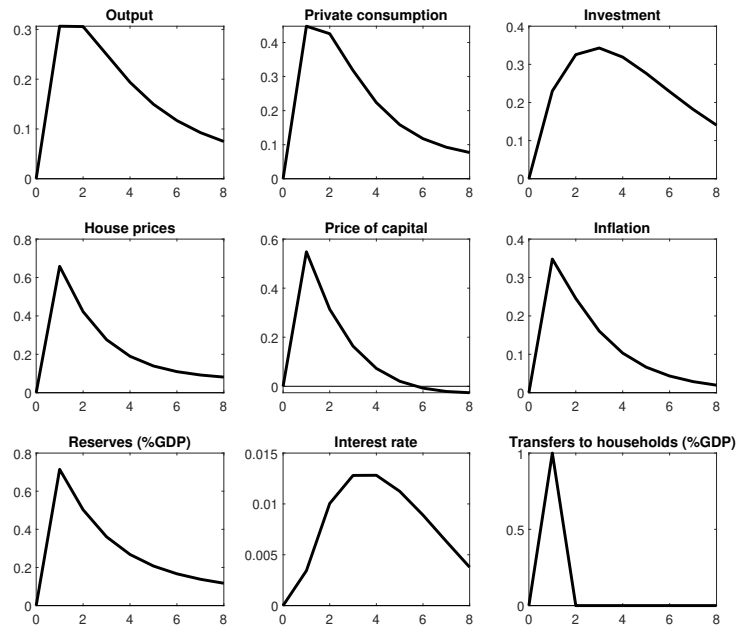 Output
Private consumption
Investment
0.3
0.2
0.1
0
0 2 4 6 8
0.4
0.3
0.2
0.1
0
0 2 4 6 8
0.4
0.3
0.2
0.1
0
0 2 4 6 8
House prices
Price of capital
Inflation
0.8
0.6
0.4
0.2
0
0 2 4 6 8
0.6
0.4
0.2
0
0 2 4 6 8
0.4
0.3
0.2
0.1
0
0 2 4 6 8
Reserves (%GDP)
Interest rate
Transfers to households (%GDP)
0.8
0.6
0.4
0.2
0
0 2 4 6 8
0.015
0.01
0.005
0
0 2 4 6 8
1
0.5
0
0 2 4 6 8